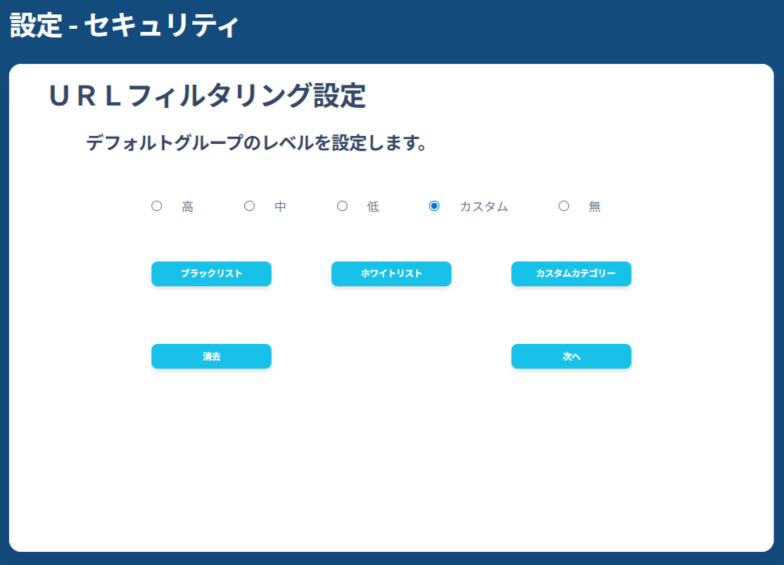 設定 - セキュリティ
ＵＲＬフィルタリング設定
デフォルトグループのレベルを設定します。
高 中 低 カスタム 無
ブラックリスト ホワイトリスト カスタムカテゴリー
消去 次へ